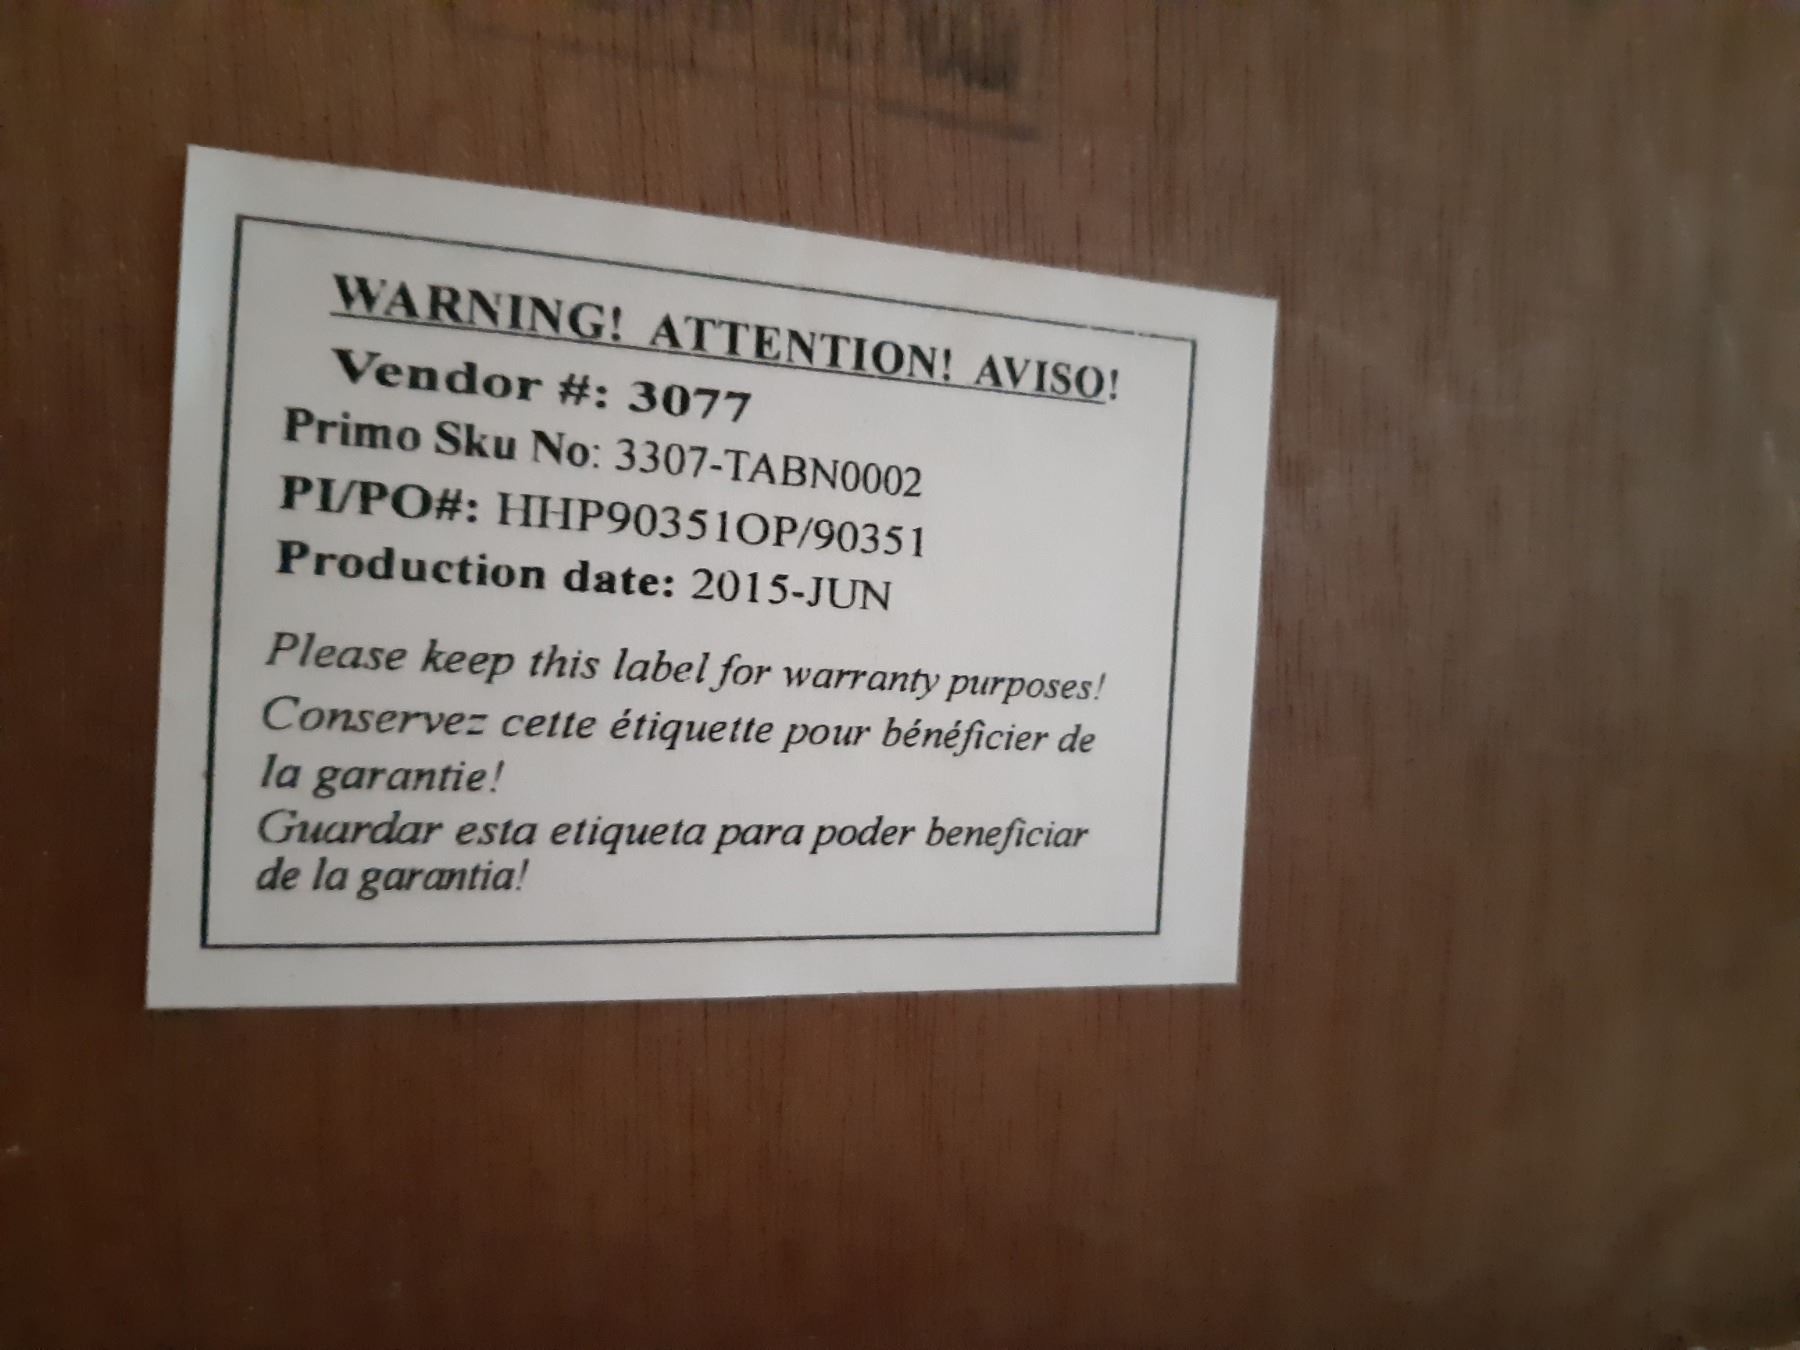 WARNING! ATTENTION! AVISO!
Vendor #: 3077
Primo Sku No: 3307-TABN0002
PI/PO#: HHP90351OP/90351
Production date: 2015-JUN
Please keep this label for warranty purposes!
Conservez cette étiquette pour bénéficier de
la garantie!
Guardar esta etiqueta para poder beneficiar
de la garantia!